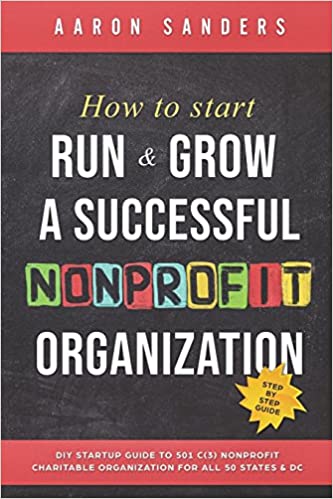 AARON SANDERS
How to start
RUN & GROW
A SUCCESSFUL
NONPROFIT
ORGANIZATION
STEP
BY STEP
GUIDE
DIY STARTUP GUIDE TO 501 C(3) NONPROFIT
CHARITABLE ORGANIZATION FOR ALL 50 STATES & DC